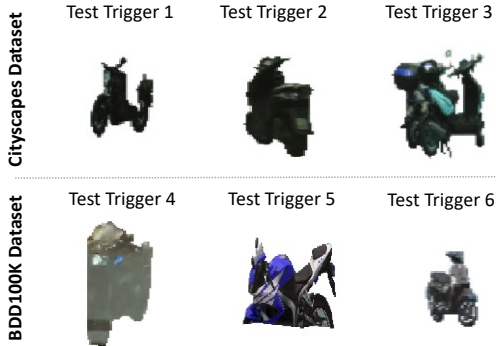 Cityscapes Dataset
Test Trigger 1
Test Trigger 2
Test Trigger 3
BDD100K Dataset
Test Trigger 4
Test Trigger 5
Test Trigger 6